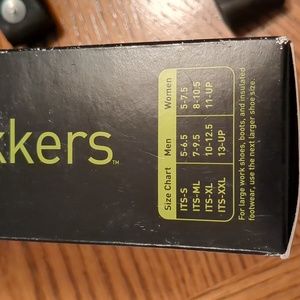 kkers™
Size Chart Men Women
ITS-S 5-6.5 5-7.5
ITS-ML 7-9.5 8-10.5
ITS-XL 10-12.5 11-UP
ITS-XXL 13-UP
For large work shoes, boots, and insulated
footwear, use the next larger shoe size.